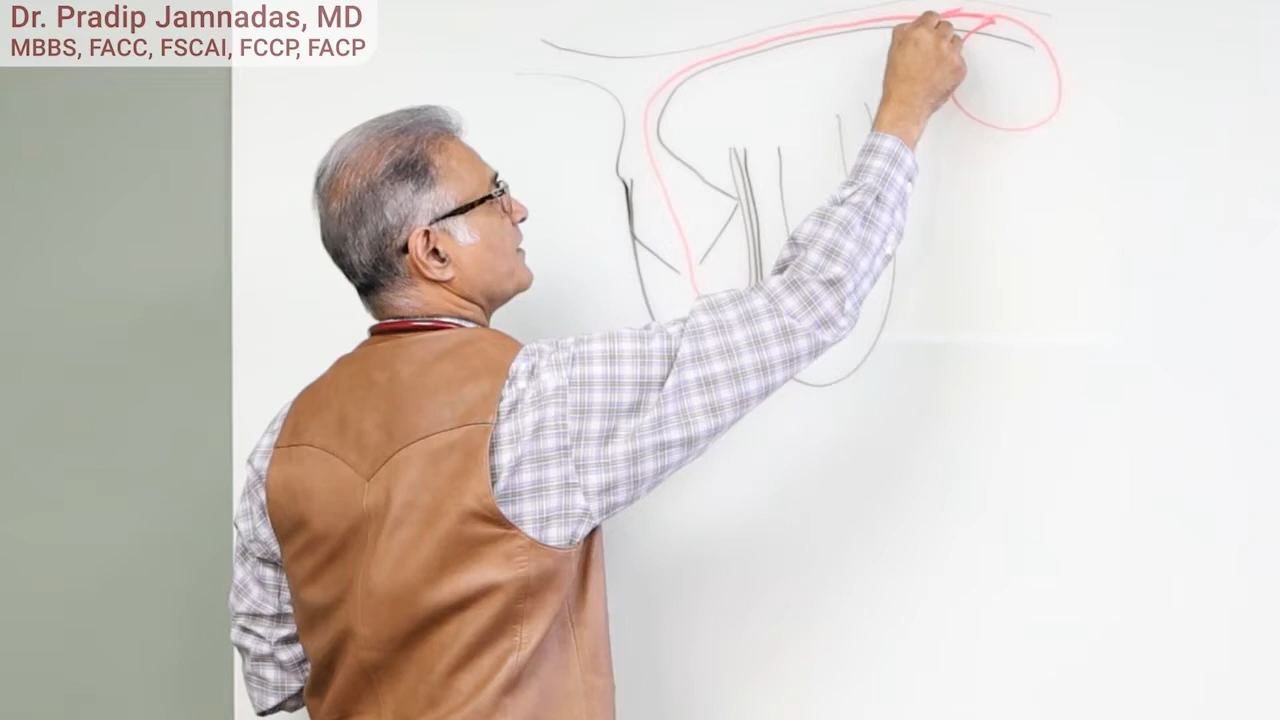 Dr. Pradip Jamnadas, MD
MBBS, FACC, FSCAI, FCCP, FACP